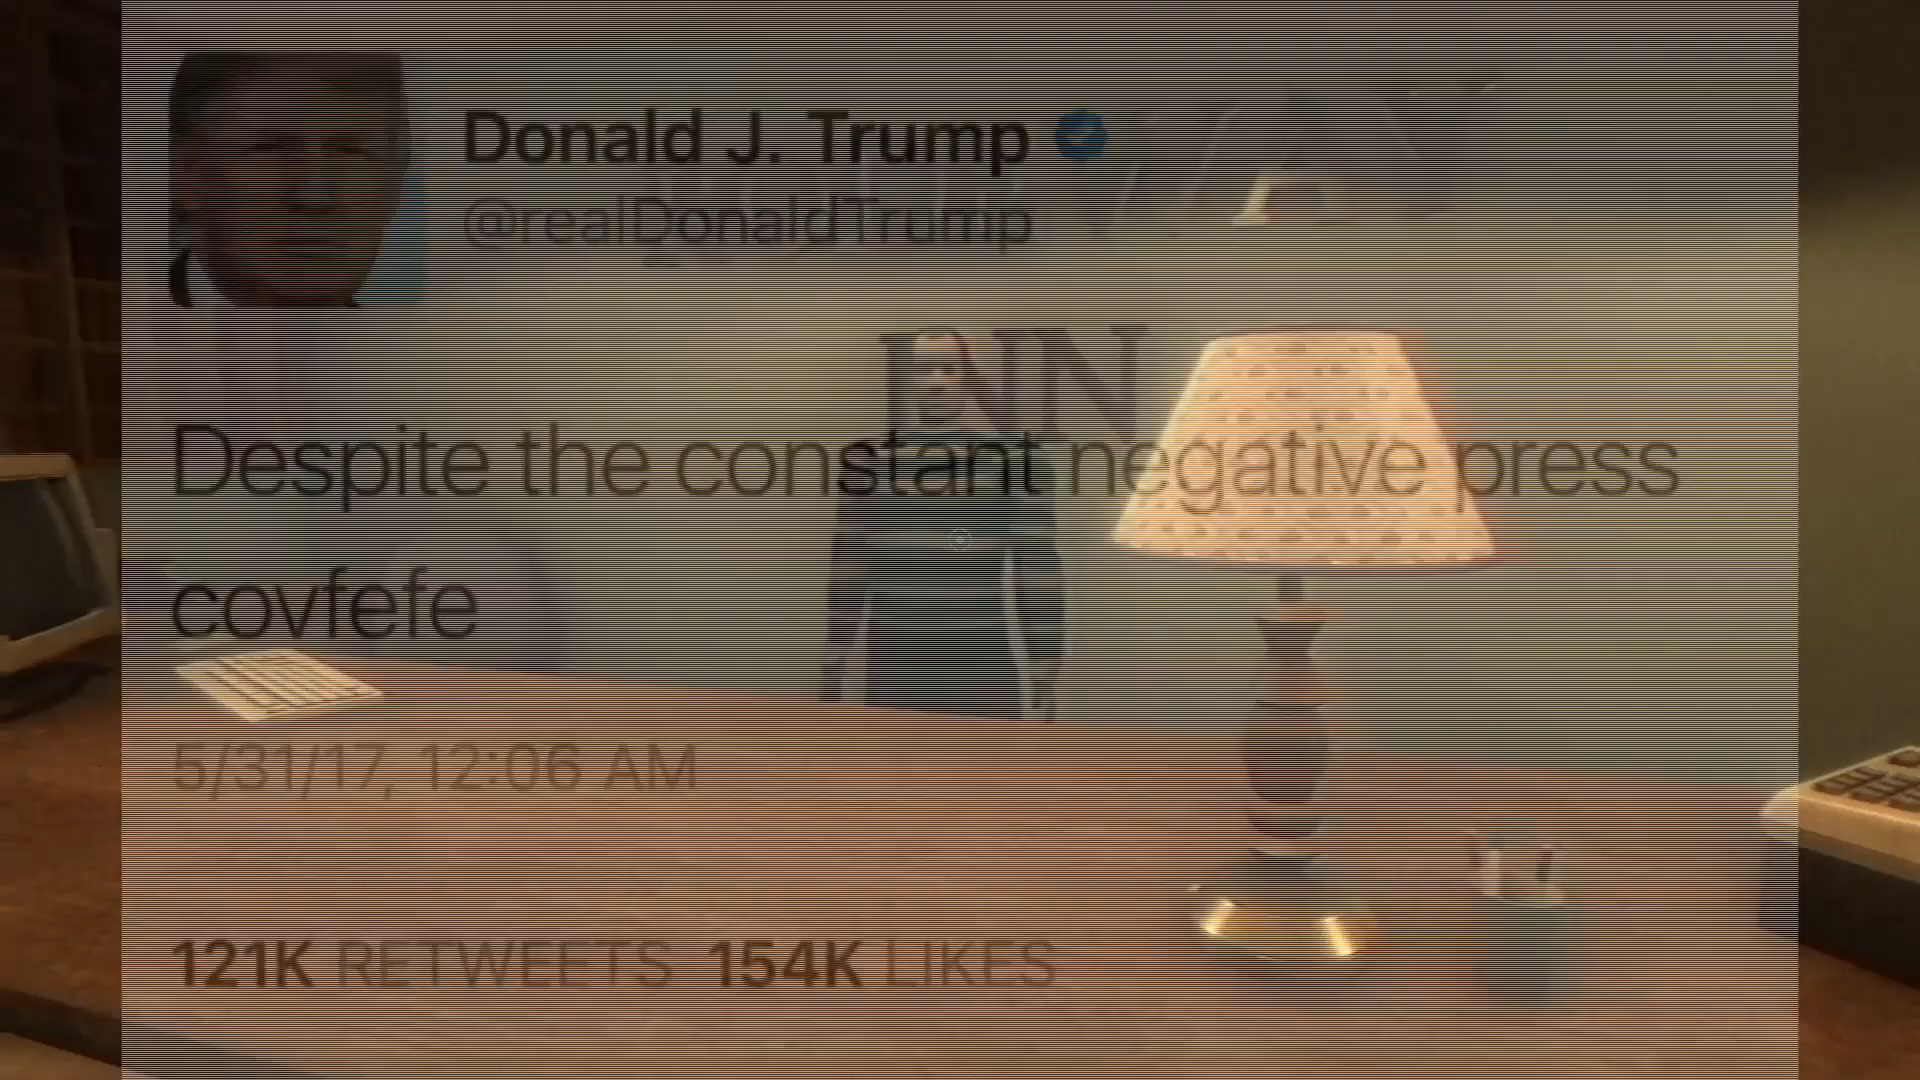 Donald J. Trump
@realDonaldTrump
Despite the constant negative press
covfefe
5/31/17, 12:06 AM
121K RETWEETS 154K LIKES